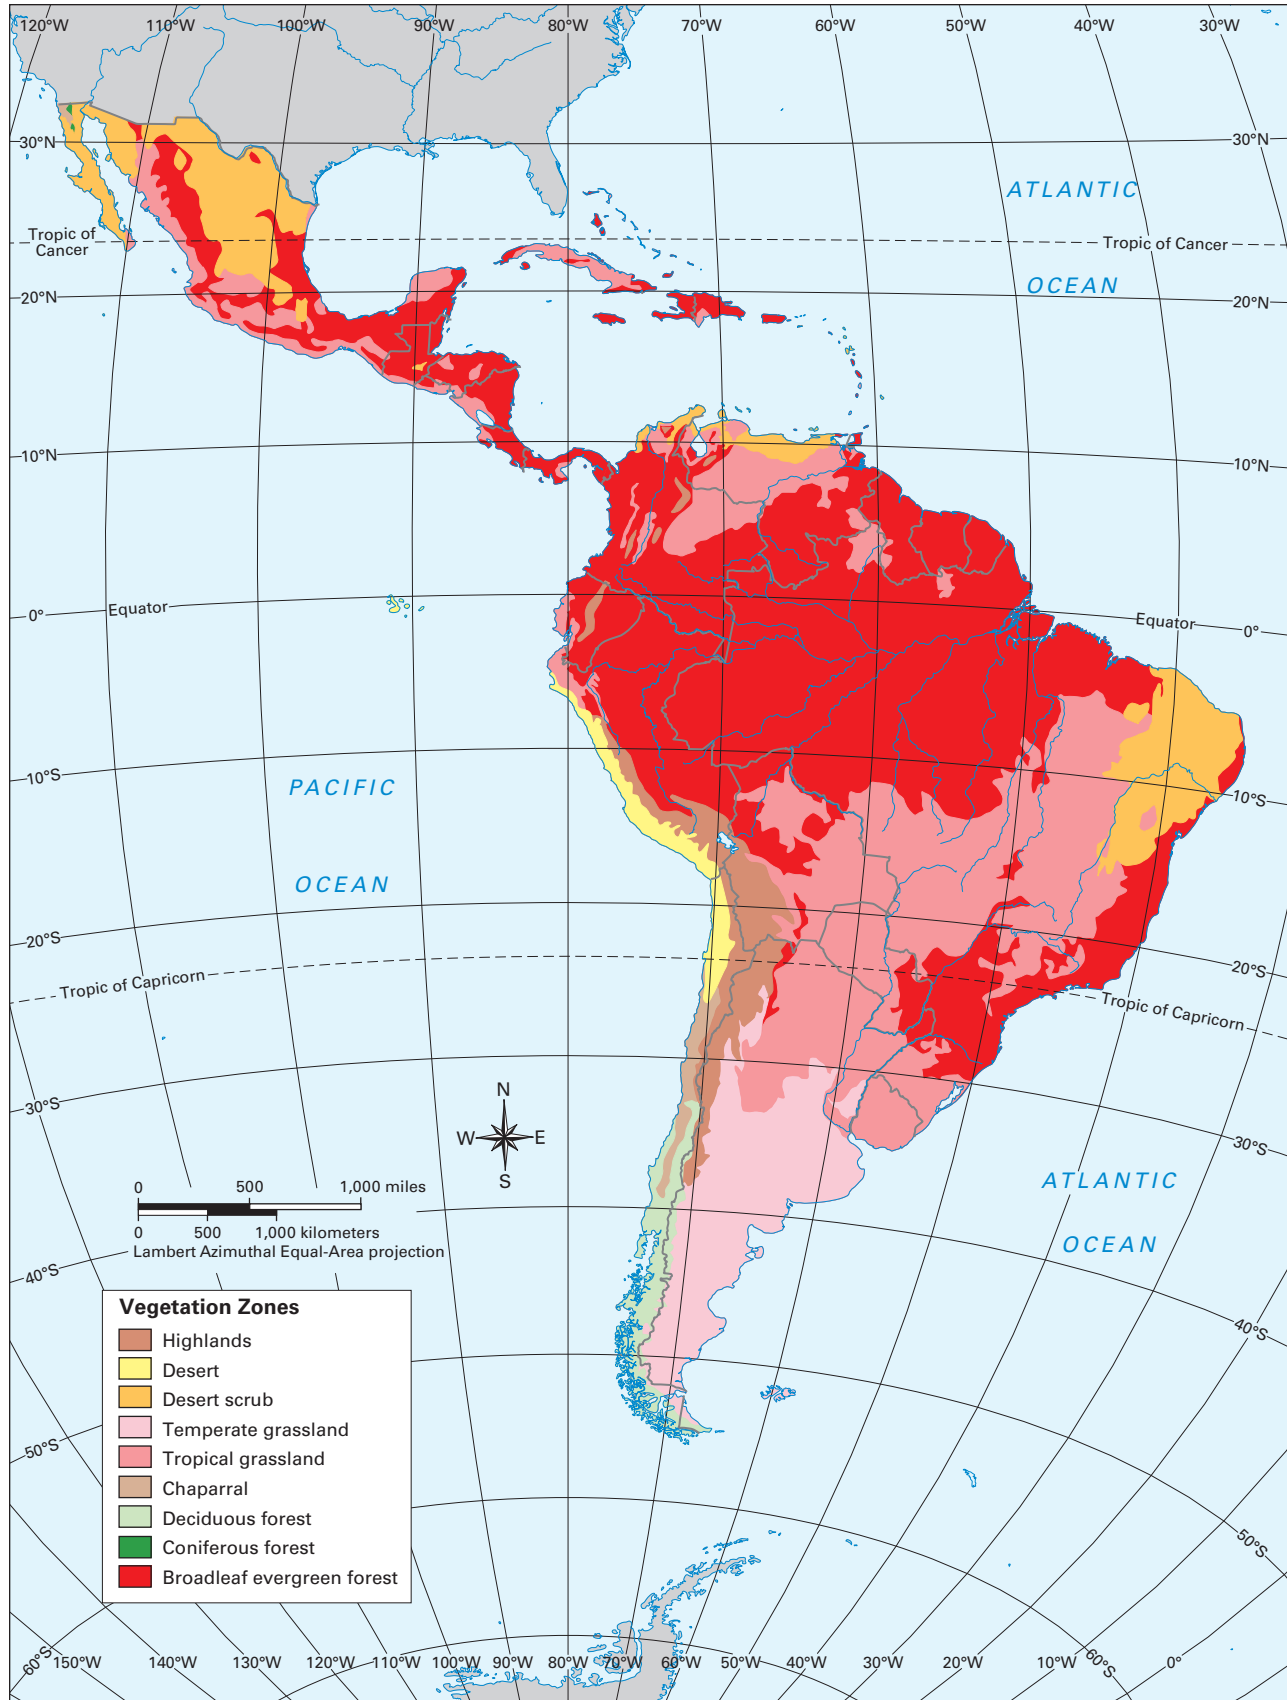 120°W 110°W 100°W 90°W 80°W 70°W 60°W 50°W 40°W 30°W
30°N
30°N
ATLANTIC
OCEAN
Tropic of
Cancer
Tropic of Cancer
20°N
20°N
10°N
10°N
0°
Equator
Equator
0°
PACIFIC
OCEAN
10°S
10°S
20°S
20°S
Tropic of Capricorn
Tropic of Capricorn
30°S
30°S
N
W
E
S
ATLANTIC
OCEAN
0 500 1,000 miles
0 500 1,000 kilometers
Lambert Azimuthal Equal-Area projection
40°S
40°S
Vegetation Zones
Highlands
Desert
Desert scrub
Temperate grassland
Tropical grassland
Chaparral
Deciduous forest
Coniferous forest
Broadleaf evergreen forest
50°S
50°S
60°S
150°W 140°W 130°W 120°W 110°W 100°W 90°W 80°W 70°W 60°W 50°W 40°W 30°W 20°W 10°W 0°
60°S